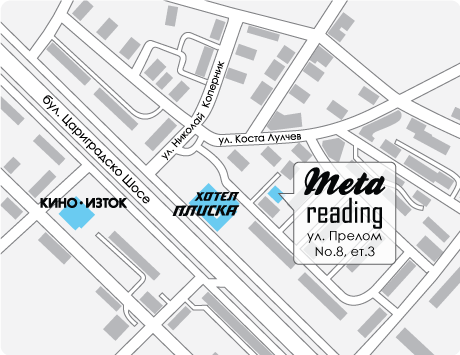 ул. Николай Коперник
бул. Цариградско Шосе
ул. Коста Лулчев
КИНО·ИЗТОК
ХОТЕЛ
ПЛИСКА
Meta
reading
ул. Прелом
No.8, ет.3